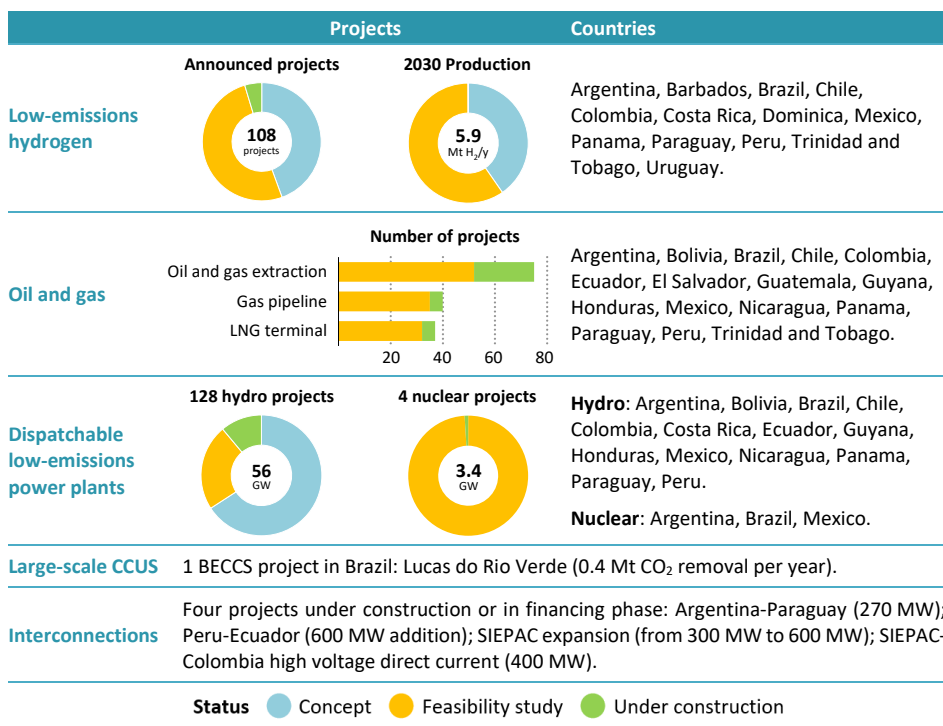 Projects
Countries
Low-emissions
hydrogen
Announced projects
108
projects
2030 Production
5.9
Mt H₂/y
Argentina, Barbados, Brazil, Chile,
Colombia, Costa Rica, Dominica, Mexico,
Panama, Paraguay, Peru, Trinidad and
Tobago, Uruguay.
Oil and gas
Number of projects
Oil and gas extraction
Gas pipeline
LNG terminal
20 40 60 80
Argentina, Bolivia, Brazil, Chile, Colombia,
Ecuador, El Salvador, Guatemala, Guyana,
Honduras, Mexico, Nicaragua, Panama,
Paraguay, Peru, Trinidad and Tobago.
Dispatchable
low-emissions
power plants
128 hydro projects
56
GW
4 nuclear projects
3.4
GW
Hydro: Argentina, Bolivia, Brazil, Chile,
Colombia, Costa Rica, Ecuador, Guyana,
Honduras, Mexico, Nicaragua, Panama,
Paraguay, Peru.
Nuclear: Argentina, Brazil, Mexico.
Large-scale CCUS
1 BECCS project in Brazil: Lucas do Rio Verde (0.4 Mt CO₂ removal per year).
Interconnections
Four projects under construction or in financing phase: Argentina-Paraguay (270 MW);
Peru-Ecuador (600 MW addition); SIEPAC expansion (from 300 MW to 600 MW); SIEPAC-
Colombia high voltage direct current (400 MW).
Status Concept Feasibility study Under construction